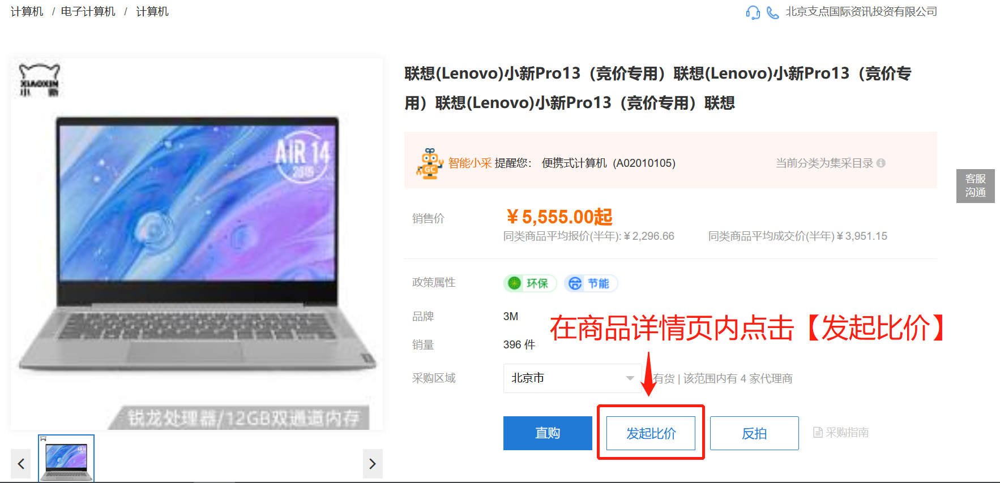 计算机 / 电子计算机 / 计算机
北京支点国际资讯投资有限公司
XIAOXIN
小新
AIR 14
2019
锐龙处理器/12GB双通道内存
联想(Lenovo)小新Pro13（竞价专用）联想(Lenovo)小新Pro13（竞价专
用）联想(Lenovo)小新Pro13（竞价专用）联想
GC
智能小采 提醒您： 便携式计算机 (A02010105)
当前分类为集采目录
客服
沟通
销售价
￥5,555.00起
同类商品平均报价(半年):￥2,296.66
同类商品平均成交价(半年)￥3,951.15
政策属性
环保
节能
品牌
3M
在商品详情页内点击【发起比价】
销量
396 件
采购区域
北京市
有货 | 该范围内有 4 家代理商
直购
发起比价
反拍
采购指南